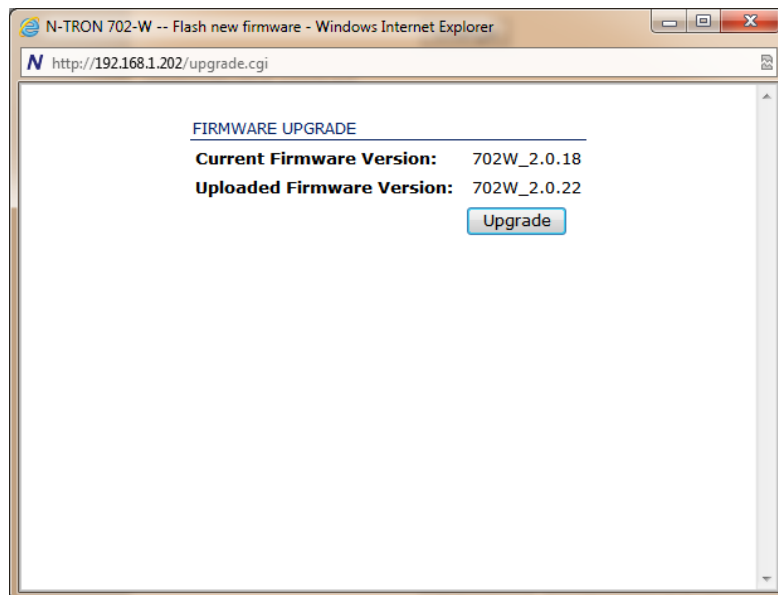 N-TRON 702-W -- Flash new firmware - Windows Internet Explorer
N http://192.168.1.202/upgrade.cgi
FIRMWARE UPGRADE
Current Firmware Version: 702W_2.0.18
Uploaded Firmware Version: 702W_2.0.22
Upgrade